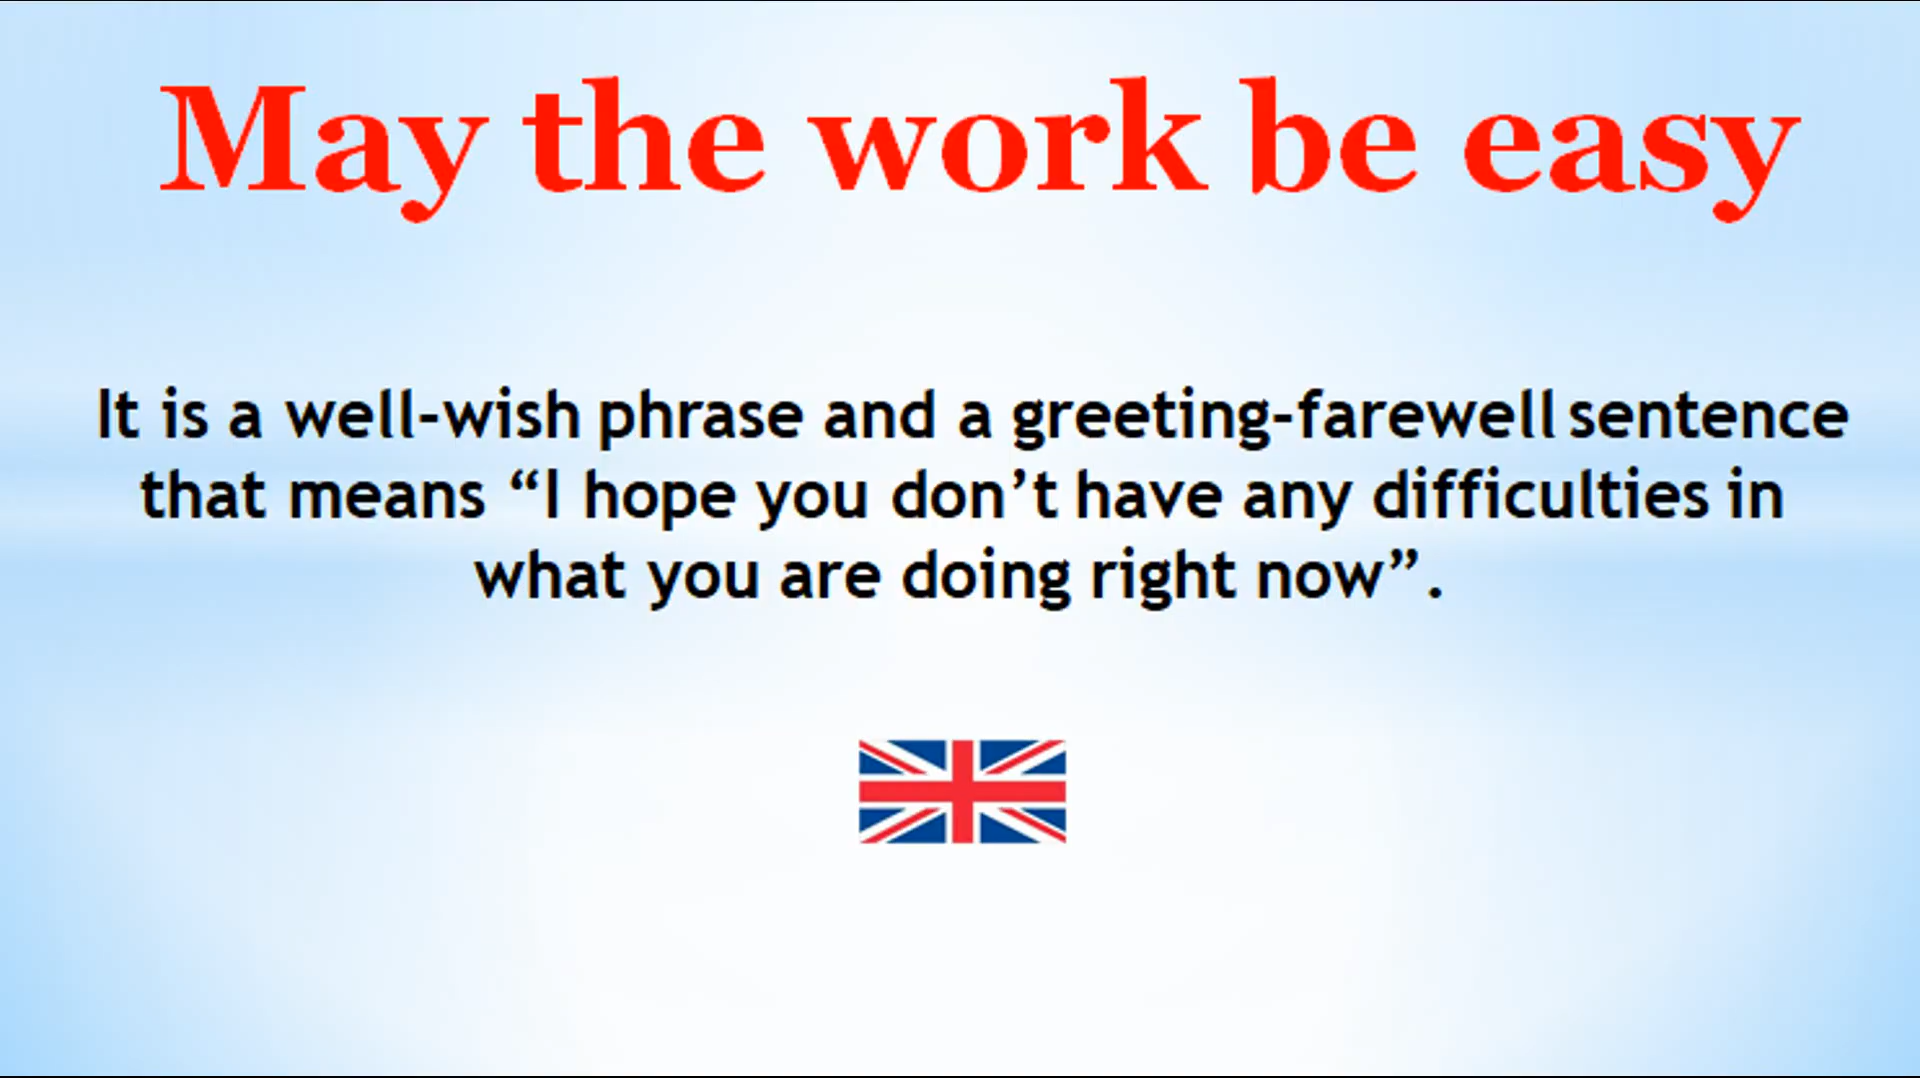 May the work be easy
It is a well-wish phrase and a greeting-farewell sentence
that means “I hope you don’t have any difficulties in
what you are doing right now”.